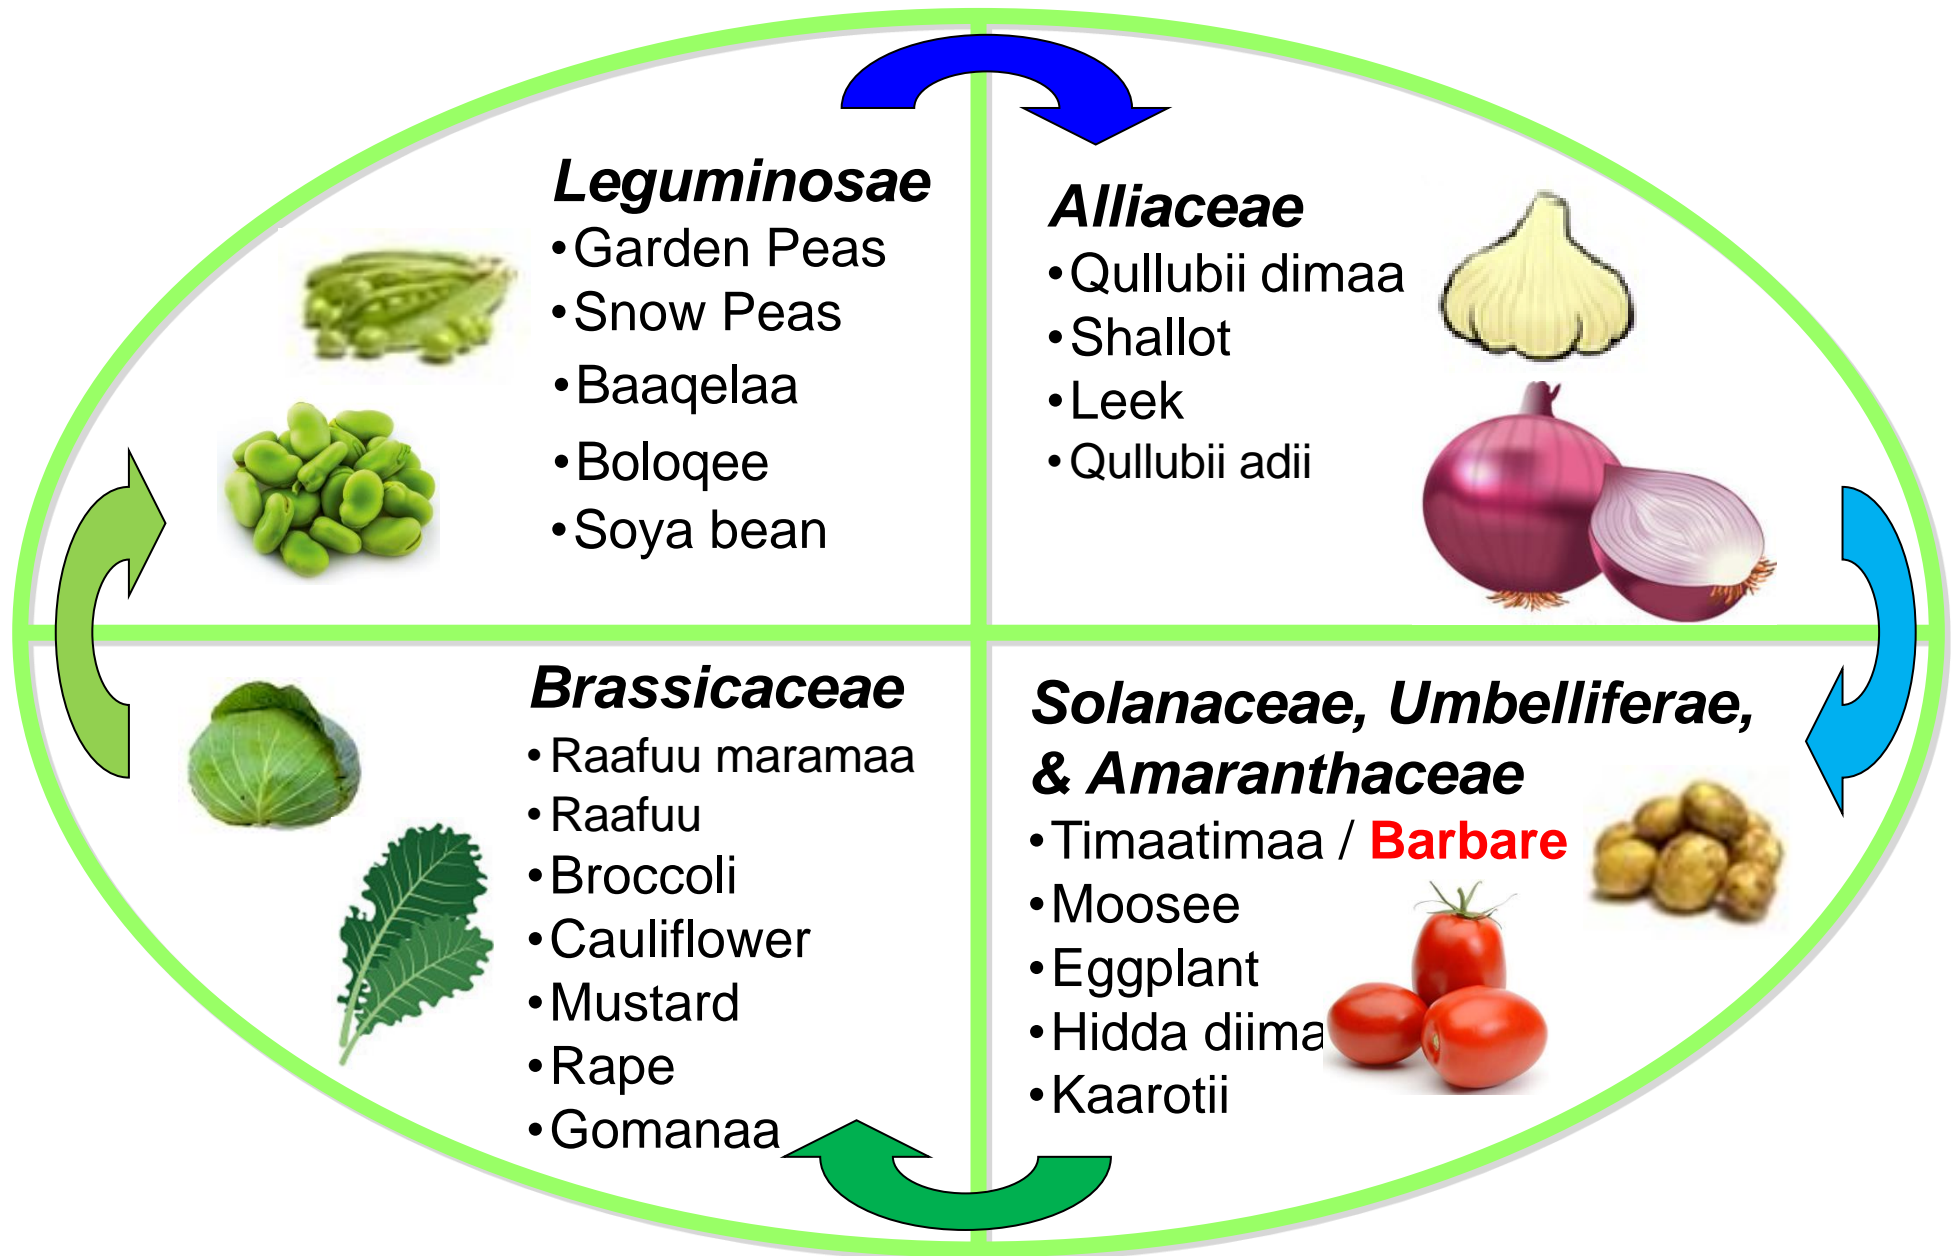 Leguminosae
•Garden Peas
•Snow Peas
•Baaqelaa
•Boloqee
•Soya bean
Alliaceae
•Qullubii dimaa
•Shallot
•Leek
•Qullubii adii
Brassicaceae
•Raafuu maramaa
•Raafuu
•Broccoli
•Cauliflower
•Mustard
•Rape
•Gomanaa
Solanaceae, Umbelliferae,
& Amaranthaceae
•Timaatimaa / Barbare
•Moosee
•Eggplant
•Hidda diima
•Kaarotii